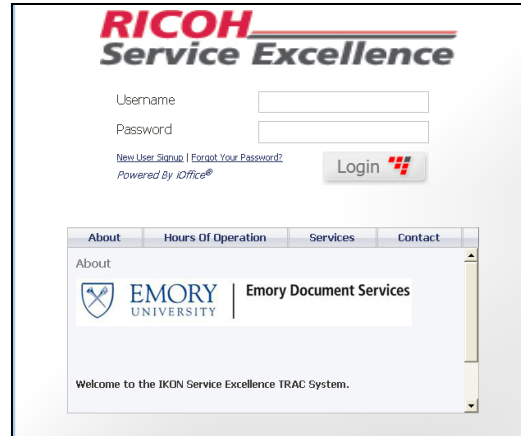 RICOH
Service Excellence
Username
Password
New User Signup | Forgot Your Password?
Powered By iOffice®
Login
About Hours Of Operation Services Contact
About
EMORY UNIVERSITY
Emory Document Services
Welcome to the IKON Service Excellence TRAC System.